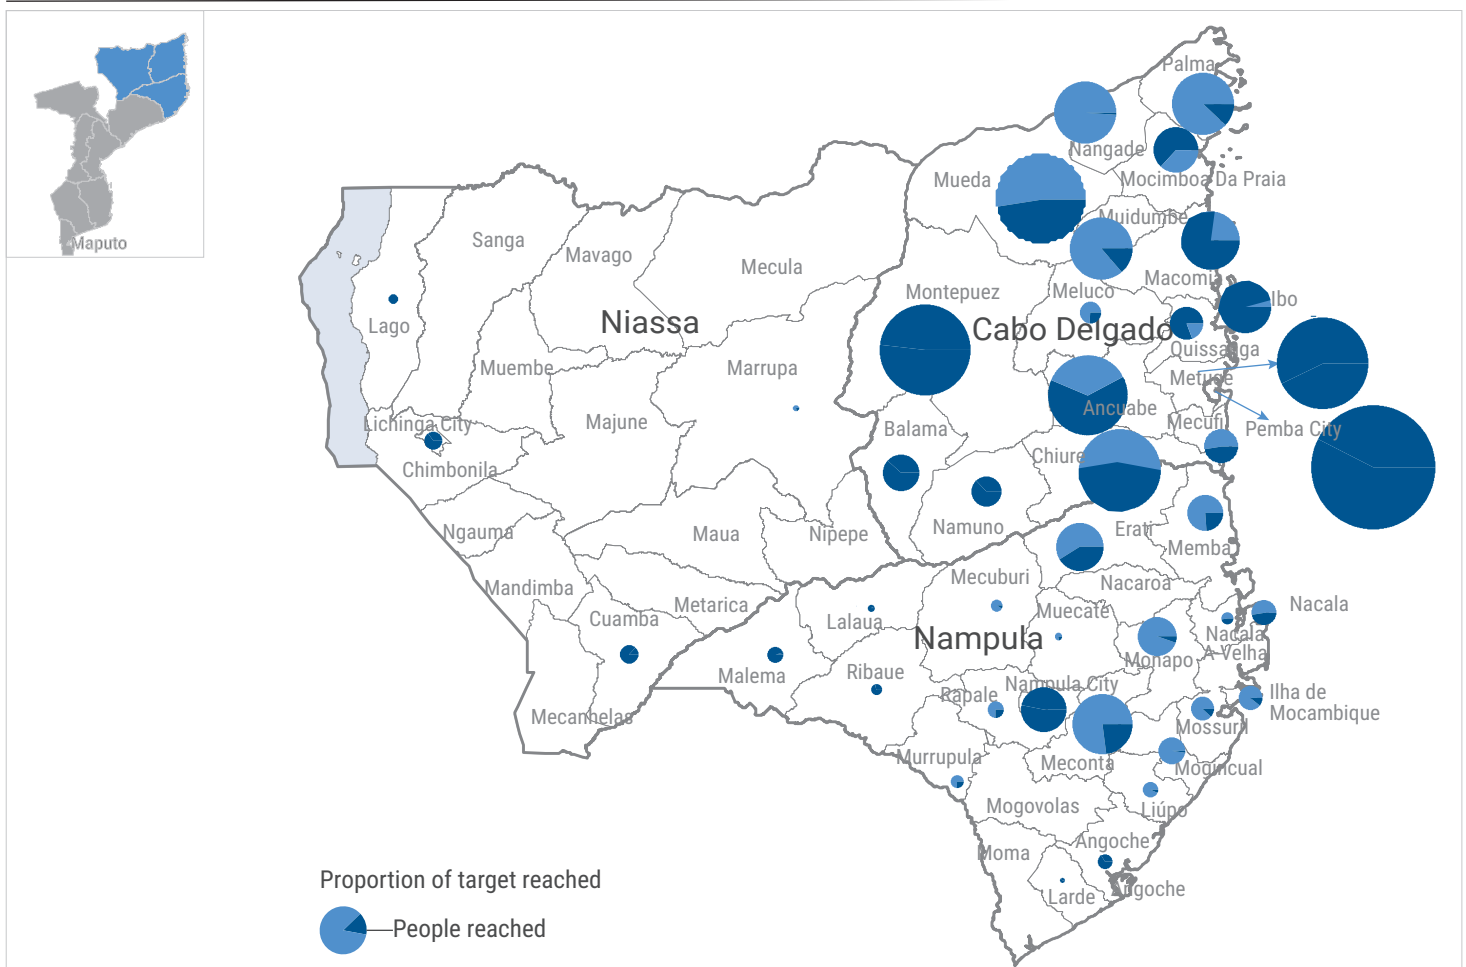 Maputo
Palma
Nangade
Mocimboa Da Praia
Mueda
Muidumbe
Sanga
Mavago
Mecula
Macomia
Montepuez
Meluco
Ibo
Lago
Niassa
Cabo Delgado
Quissanga
Muembe
Marrupa
Metuge
Ancuabe
Lichinga City
Majune
Balama
Mecufi
Pemba City
Chimbonila
Chiure
Ngauma
Maua
Nipepe
Namuno
Erati
Memba
Mandimba
Mecuburi
Nacaroa
Metarica
Cuamba
Lalaua
Muecate
Nacala
Nampula
Nacala
A Velha
Monapo
Malema
Ribaue
Nampula City
Rapale
Ilha de
Mocambique
Mecanhelas
Mossuril
Murrupula
Meconta
Mogincual
Mogovolas
Liúpo
Angoche
Moma
Larde
Angoche
Proportion of target reached
People reached